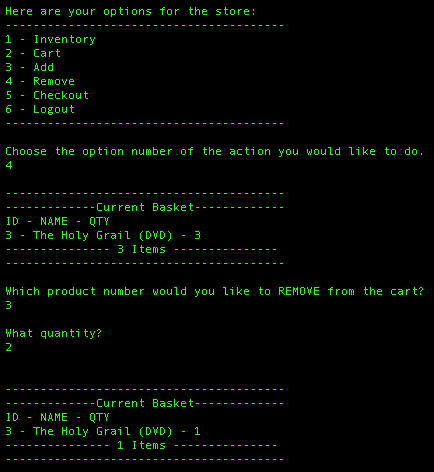 Here are your options for the store:
----------------------------------------
1 - Inventory
2 - Cart
3 - Add
4 - Remove
5 - Checkout
6 - Logout
----------------------------------------
Choose the option number of the action you would like to do.
4
----------------------------------------
-------------Current Basket-------------
ID - NAME - QTY
3 - The Holy Grail (DVD) - 3
--------------- 3 Items ---------------
----------------------------------------
Which product number would you like to REMOVE from the cart?
3
What quantity?
2
----------------------------------------
-------------Current Basket-------------
ID - NAME - QTY
3 - The Holy Grail (DVD) - 1
--------------- 1 Items ---------------
----------------------------------------